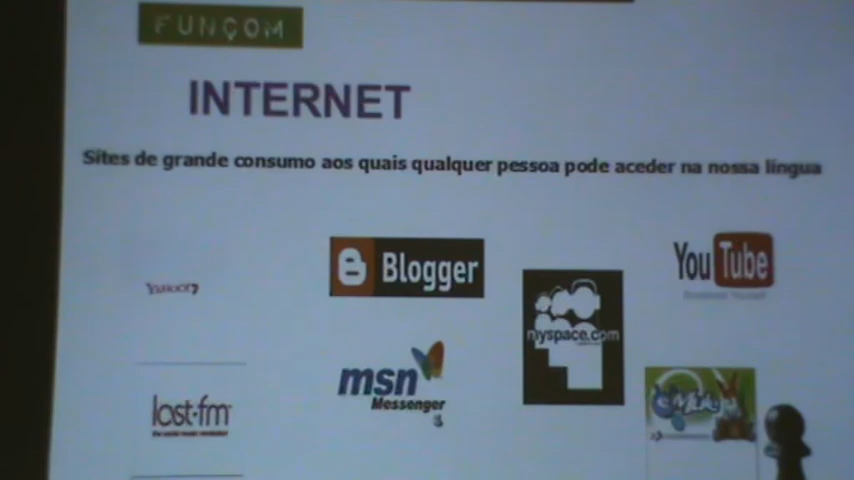 FUNÇOM
INTERNET
Sites de grande consumo aos quais qualquer pessoa pode aceder na nossa língua
Blogger
YouTube
myspace.com
msn
Messenger
last·fm